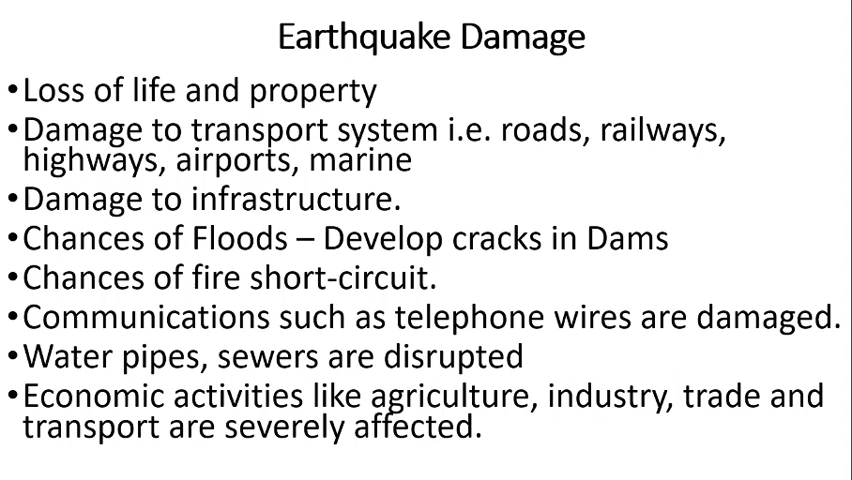 Earthquake Damage
•Loss of life and property
•Damage to transport system i.e. roads, railways,
highways, airports, marine
•Damage to infrastructure.
•Chances of Floods – Develop cracks in Dams
•Chances of fire short-circuit.
•Communications such as telephone wires are damaged.
•Water pipes, sewers are disrupted
•Economic activities like agriculture, industry, trade and
transport are severely affected.